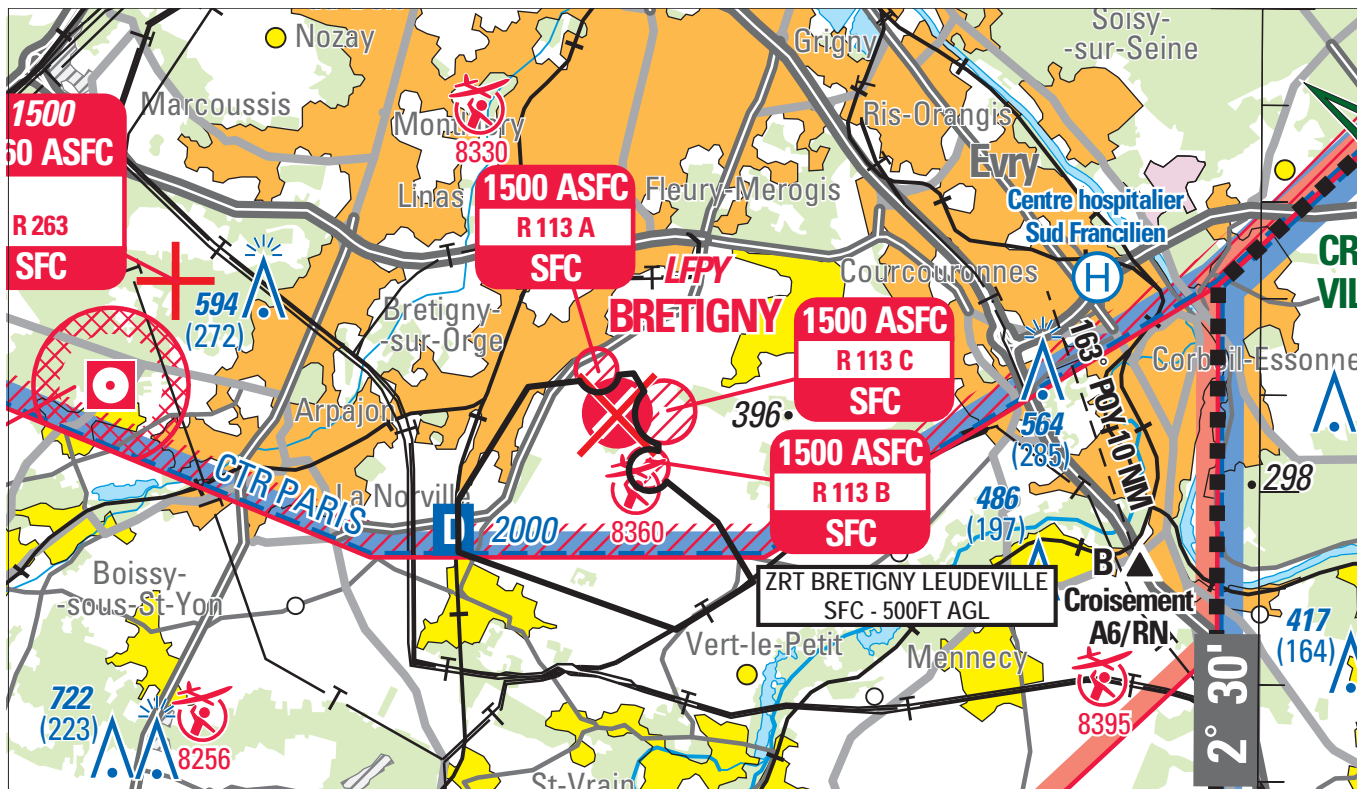 Nozay
Marcoussis
8330
Linas
Grigny
Soisy-
-sur-Seine
Ris-Orangis
Evry
Centre hospitalier
Sud Francilien
H
1500
60 ASFC
R 263
SFC
1500 ASFC
R 113 A
SFC
Fleury-Merogis
Courcouronnes
LFPY
BRETIGNY
594
(272)
Bretigny-
-sur-Orge
Arpajon
1500 ASFC
R 113 C
SFC
396
1500 ASFC
R 113 B
SFC
8360
163° POY 10 NM
564
(285)
298
486
(197)
CTR PARIS
La Norville
D
2000
Boissy-
-sous-St-Yon
ZRT BRETIGNY LEUDEVILLE
SFC - 500FT AGL
B
Croisement
A6/RN
Vert-le-Petit
Mennecy
417
(164)
722
(223)
8256
8395
St-Vrain
2° 30'
CR
VIL